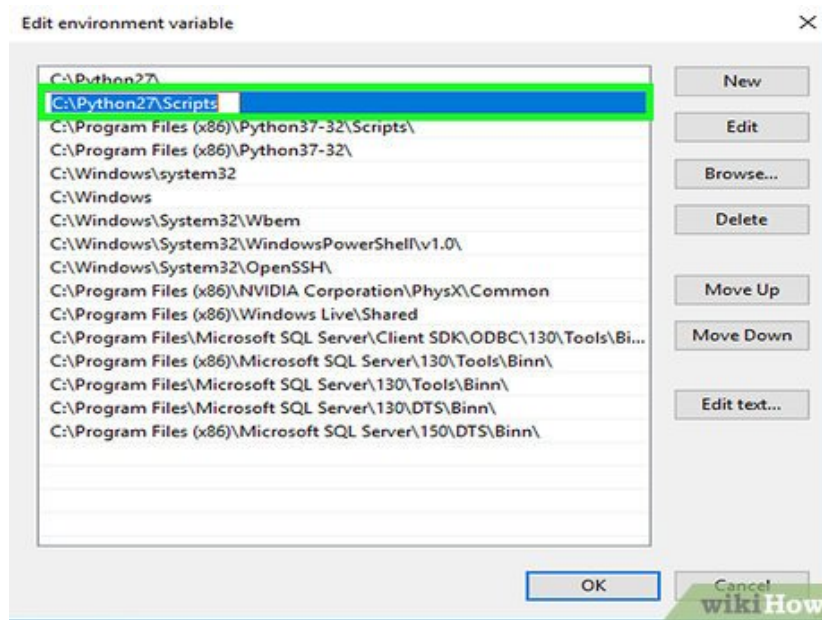 Edit environment variable
C:\Python27\
C:\Python27\Scripts
C:\Program Files (x86)\Python37-32\Scripts\
C:\Program Files (x86)\Python37-32\
C:\Windows\system32
C:\Windows
C:\Windows\System32\Wbem
C:\Windows\System32\WindowsPowerShell\v1.0\
C:\Windows\System32\OpenSSH\
C:\Program Files (x86)\NVIDIA Corporation\PhysX\Common
C:\Program Files (x86)\Windows Live\Shared
C:\Program Files\Microsoft SQL Server\Client SDK\ODBC\130\Tools\Bi...
C:\Program Files (x86)\Microsoft SQL Server\130\Tools\Binn\
C:\Program Files\Microsoft SQL Server\130\Tools\Binn\
C:\Program Files\Microsoft SQL Server\130\DTS\Binn\
C:\Program Files (x86)\Microsoft SQL Server\150\DTS\Binn\
New
Edit
Browse...
Delete
Move Up
Move Down
Edit text...
OK
Cancel
wikiHow